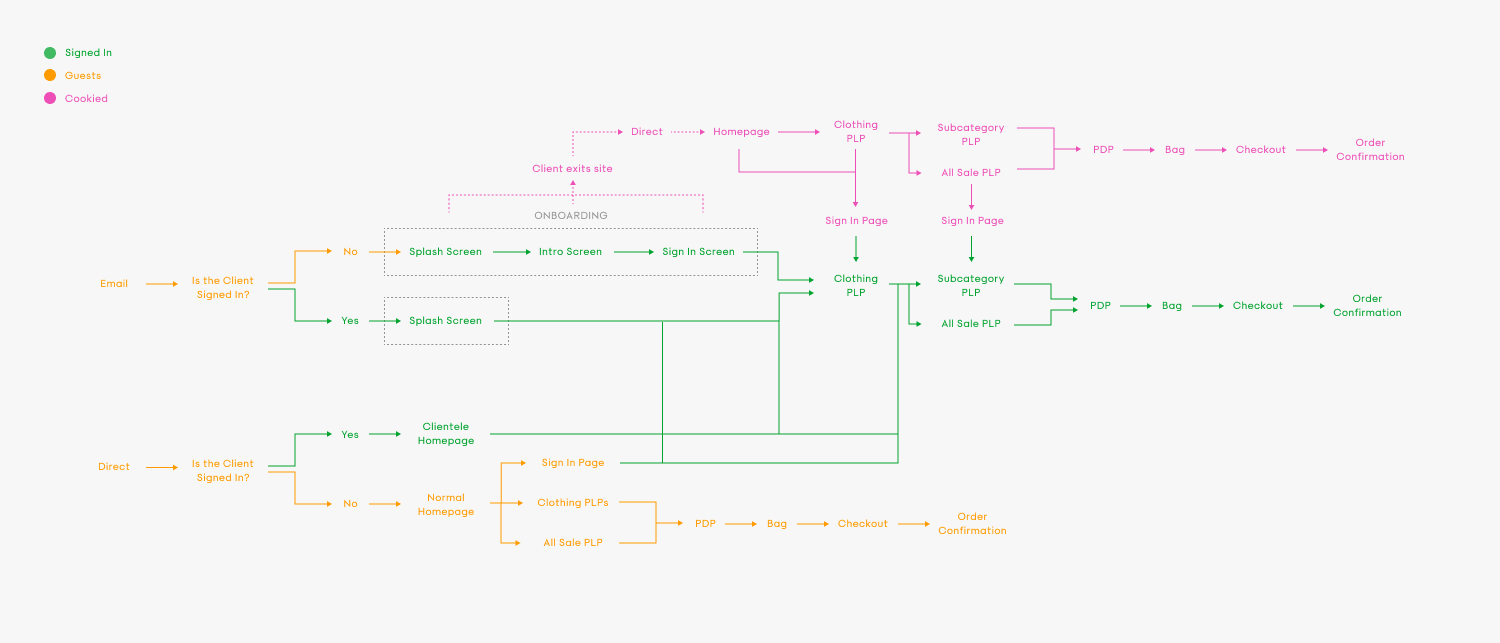 Signed In
Guests
Cookied
Direct
Homepage
Clothing
PLP
Subcategory
PLP
All Sale PLP
PDP
Bag
Checkout
Order
Confirmation
Client exits site
Sign In Page
Sign In Page
ONBOARDING
No
Splash Screen
Intro Screen
Sign In Screen
Email
Is the Client
Signed In?
Yes
Splash Screen
Clothing
PLP
Subcategory
PLP
All Sale PLP
PDP
Bag
Checkout
Order
Confirmation
Yes
Clientele
Homepage
Direct
Is the Client
Signed In?
No
Normal
Homepage
Sign In Page
Clothing PLPs
All Sale PLP
PDP
Bag
Checkout
Order
Confirmation